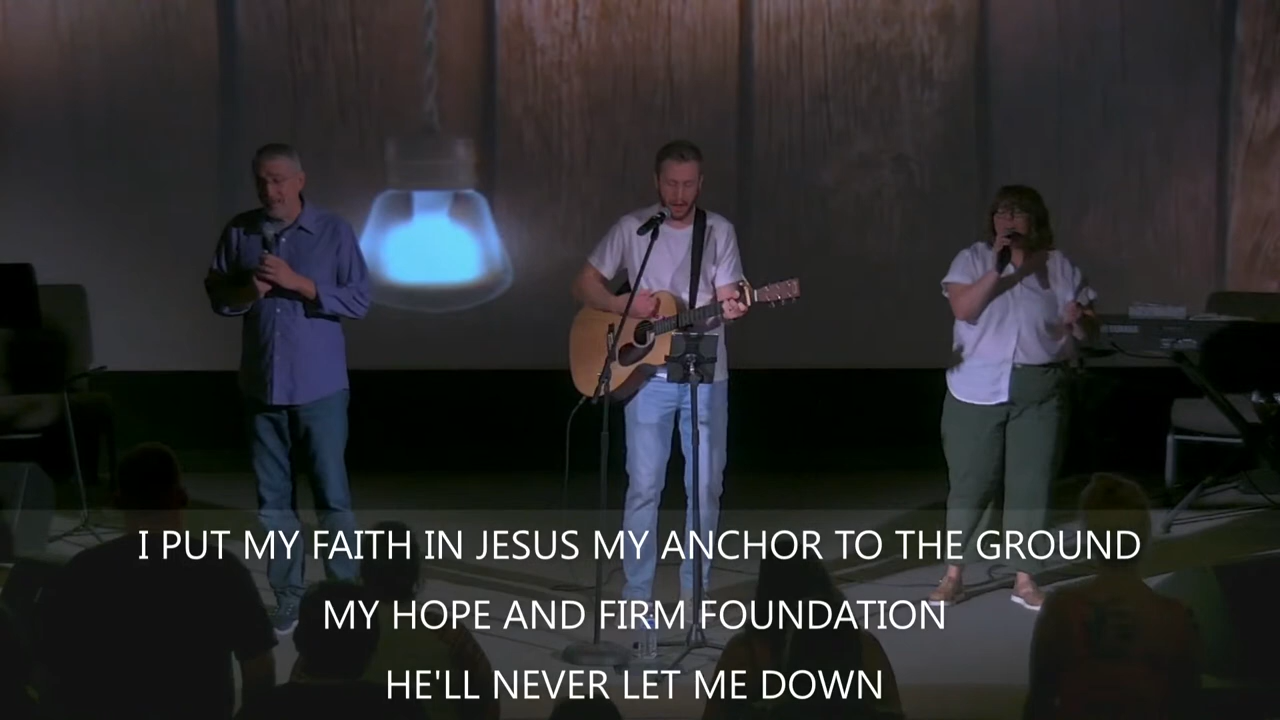 I PUT MY FAITH IN JESUS MY ANCHOR TO THE GROUND
MY HOPE AND FIRM FOUNDATION
HE'LL NEVER LET ME DOWN